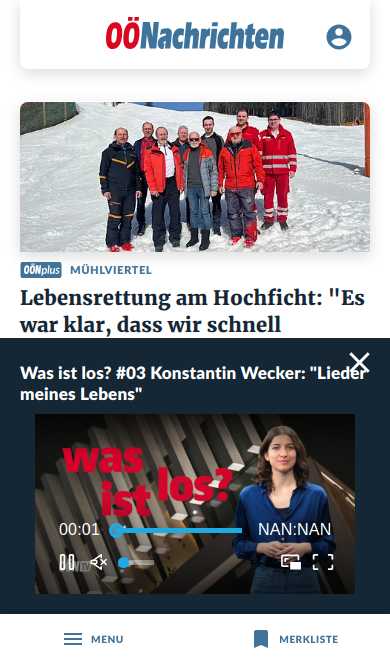 OÖNachrichten
OÖNplus MÜHLVIERTEL
Lebensrettung am Hochficht: "Es
war klar, dass wir schnell
Was ist los? #03 Konstantin Wecker: "Lieder
meines Lebens"
was
ist los?
00:01 NAN:NAN
MENU MERKLISTE